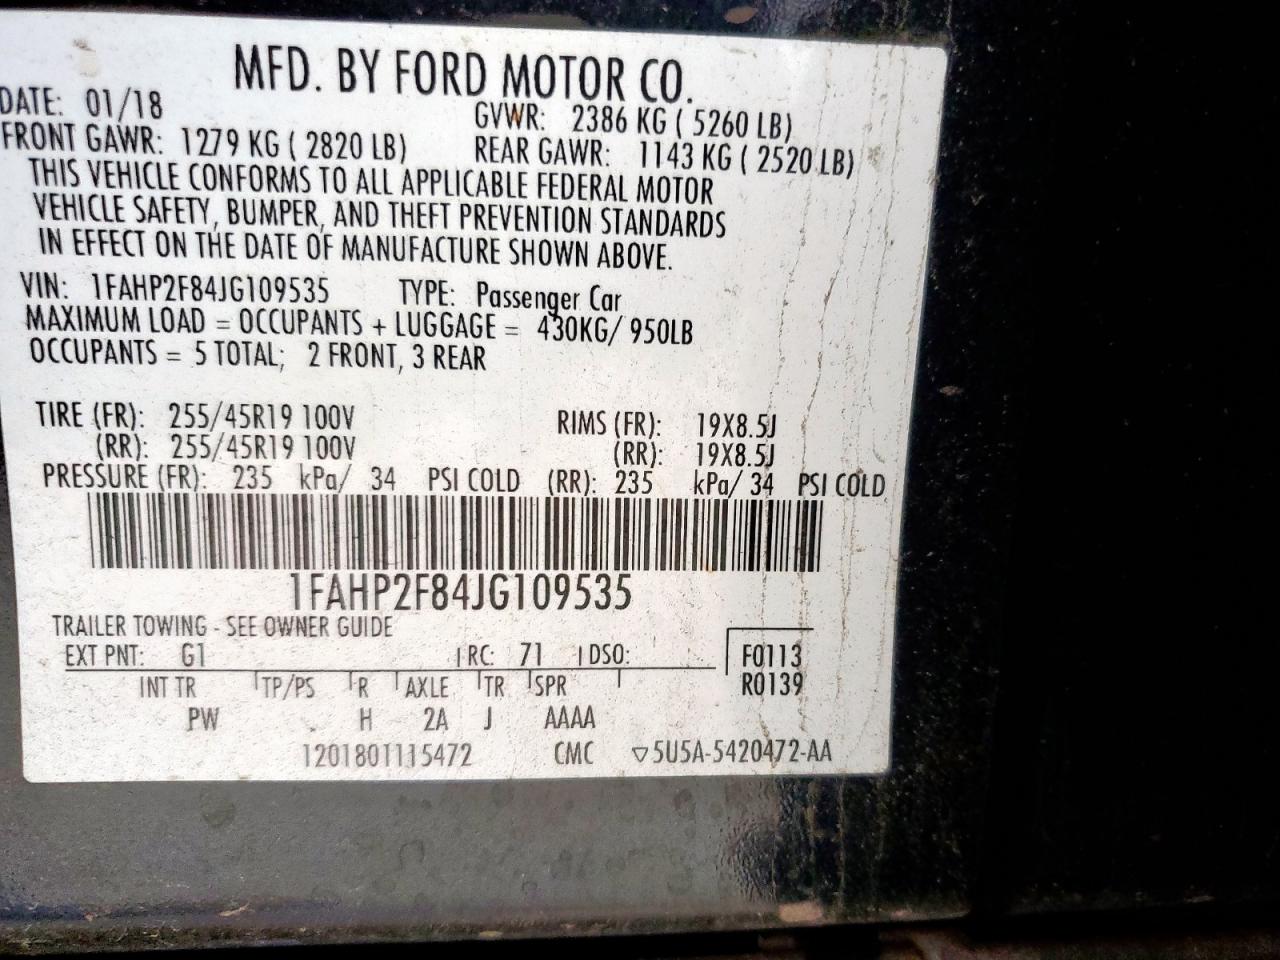 MFD. BY FORD MOTOR CO.
DATE: 01/18 GVWR: 2386 KG ( 5260 LB)
FRONT GAWR: 1279 KG ( 2820 LB) REAR GAWR: 1143 KG ( 2520 LB)
THIS VEHICLE CONFORMS TO ALL APPLICABLE FEDERAL MOTOR
VEHICLE SAFETY, BUMPER, AND THEFT PREVENTION STANDARDS
IN EFFECT ON THE DATE OF MANUFACTURE SHOWN ABOVE.
VIN: 1FAHP2F84JG109535 TYPE: Passenger Car
MAXIMUM LOAD = OCCUPANTS + LUGGAGE = 430KG/ 950LB
OCCUPANTS = 5 TOTAL; 2 FRONT, 3 REAR
TIRE (FR): 255/45R19 100V RIMS (FR): 19X8.5J
(RR): 255/45R19 100V (RR): 19X8.5J
PRESSURE (FR): 235 kPa/ 34 PSI COLD (RR): 235 kPa/ 34 PSI COLD
1FAHP2F84JG109535
TRAILER TOWING - SEE OWNER GUIDE
EXT PNT: G1 RC: 71 DSO: F0113
INT TR TP/PS R AXLE TR SPR R0139
PW H 2A J AAAA
1201801115472 CMC ▽5U5A-5420472-AA